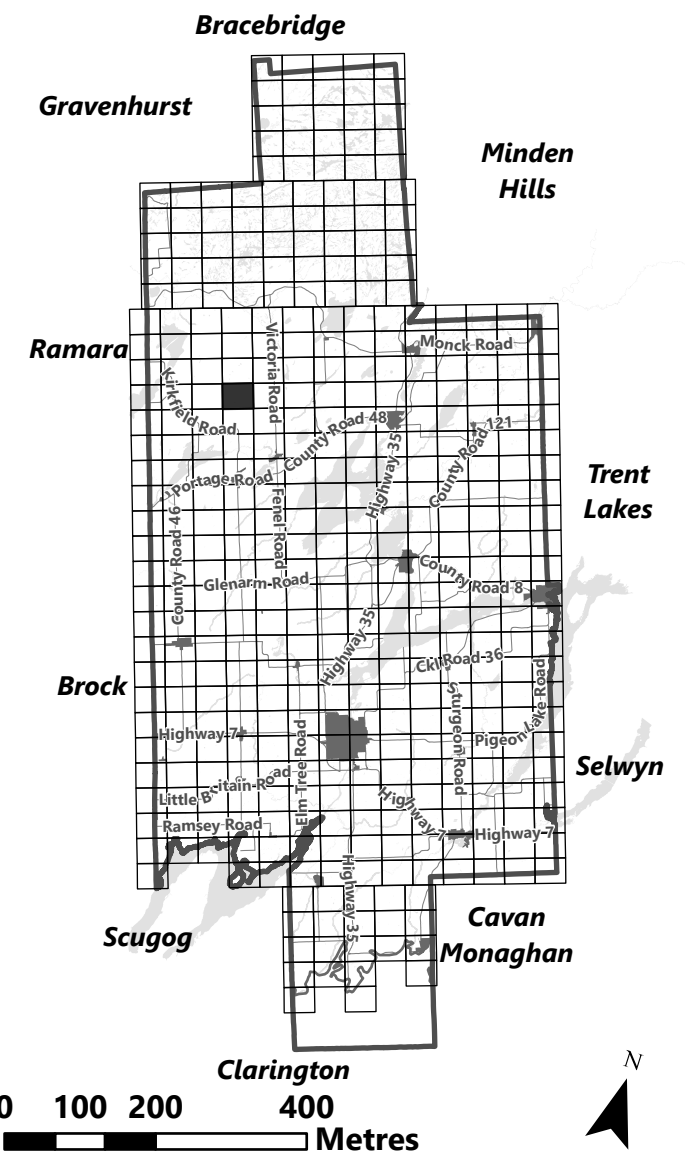 Bracebridge
Gravenhurst
Minden
Hills
Ramara
Victoria Road
Monck Road
Kirkfield Road
County Road 48
County Road 121
Highway 35
Portage Road
Trent
Lakes
Fenel Road
County Road 46
County Road 8
Glenarm Road
Highway 35
Ckl Road 36
Brock
Sturgeon Road
Pigeon Lake Road
Highway 7
Elm Tree Road
Selwyn
Little Britain Road
Highway 7
Ramsey Road
Highway 7
Highway 35
Cavan
Monaghan
Scugog
Clarington
N
0 100 200 400
Metres